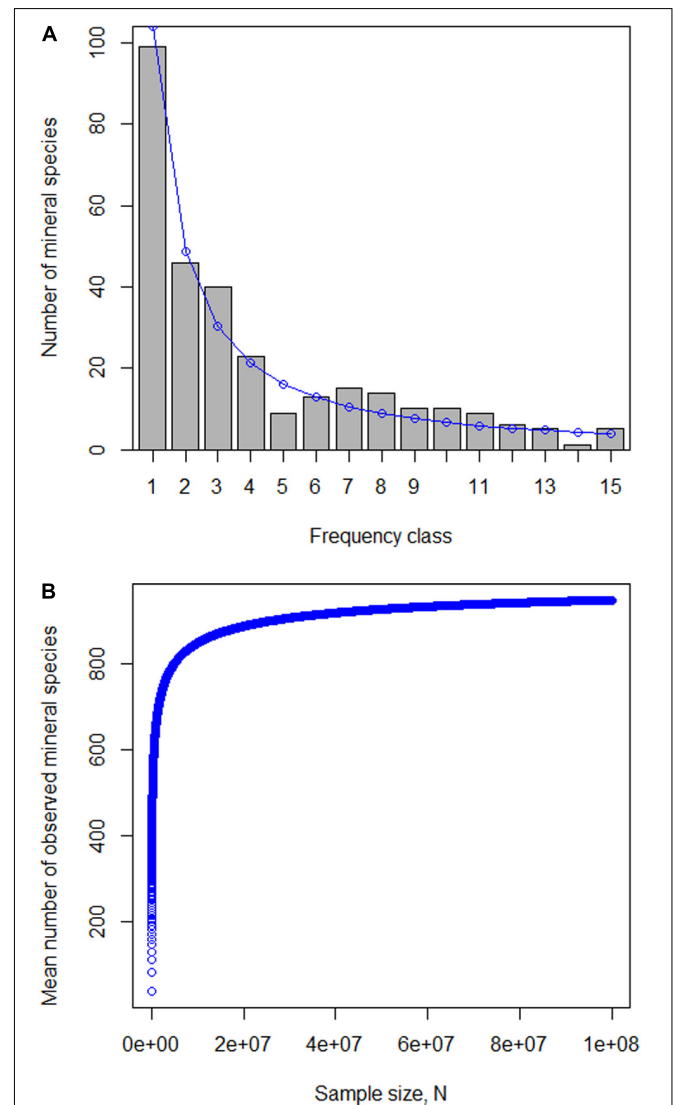 A
Number of mineral species
100
80
60
40
20
0
1 2 3 4 5 6 7 8 9 11 13 15
Frequency class
B
Mean number of observed mineral species
800
600
400
200
0e+00 2e+07 4e+07 6e+07 8e+07 1e+08
Sample size, N